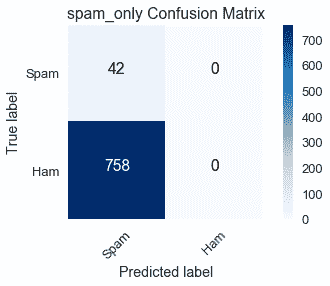 spam_only Confusion Matrix
True label
Spam
Ham
42
0
758
0
Spam
Ham
Predicted label
700
600
500
400
300
200
100
0